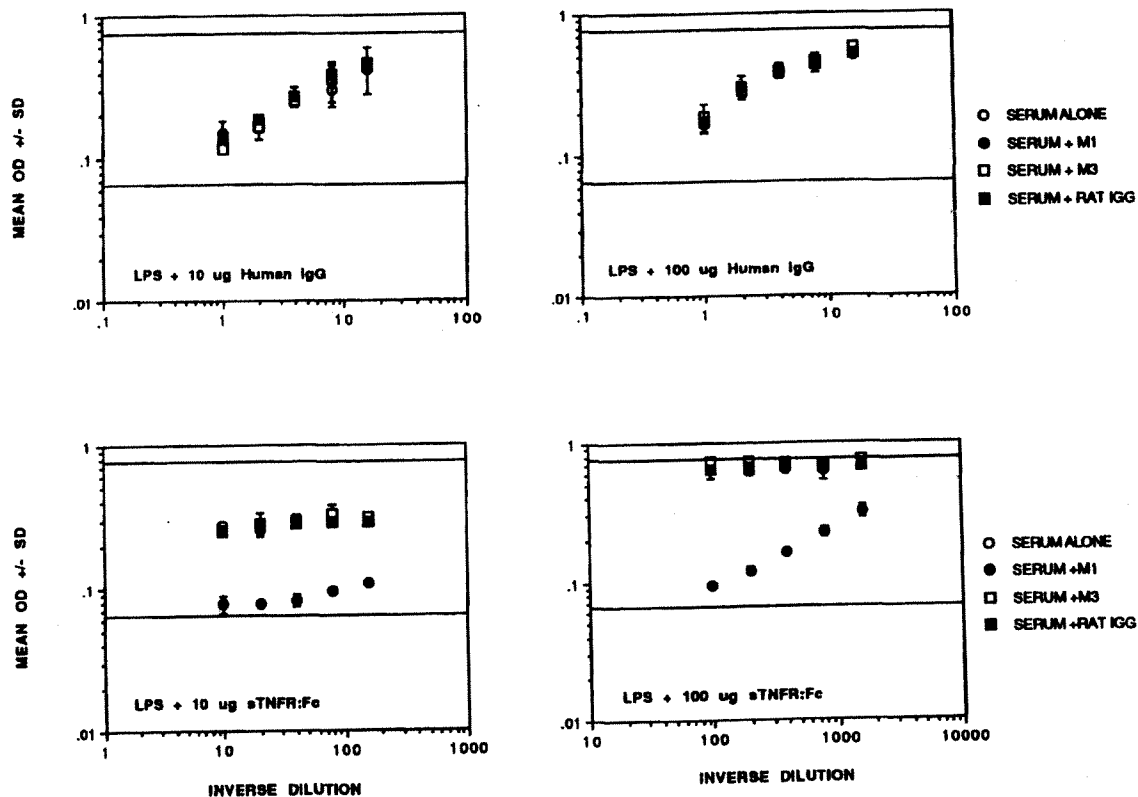 MEAN OD +/- SD
1
.1
.01
LPS + 10 ug Human IgG
.1 1 10 100
1
.1
.01
LPS + 100 ug Human IgG
.1 1 10 100
SERUM ALONE
SERUM + M1
SERUM + M3
SERUM + RAT IGG
MEAN OD +/- SD
1
.1
.01
LPS + 10 ug sTNFR:Fc
1 10 100 1000
INVERSE DILUTION
1
.1
.01
LPS + 100 ug sTNFR:Fc
10 100 1000 10000
INVERSE DILUTION
SERUM ALONE
SERUM +M1
SERUM +M3
SERUM +RAT IGG